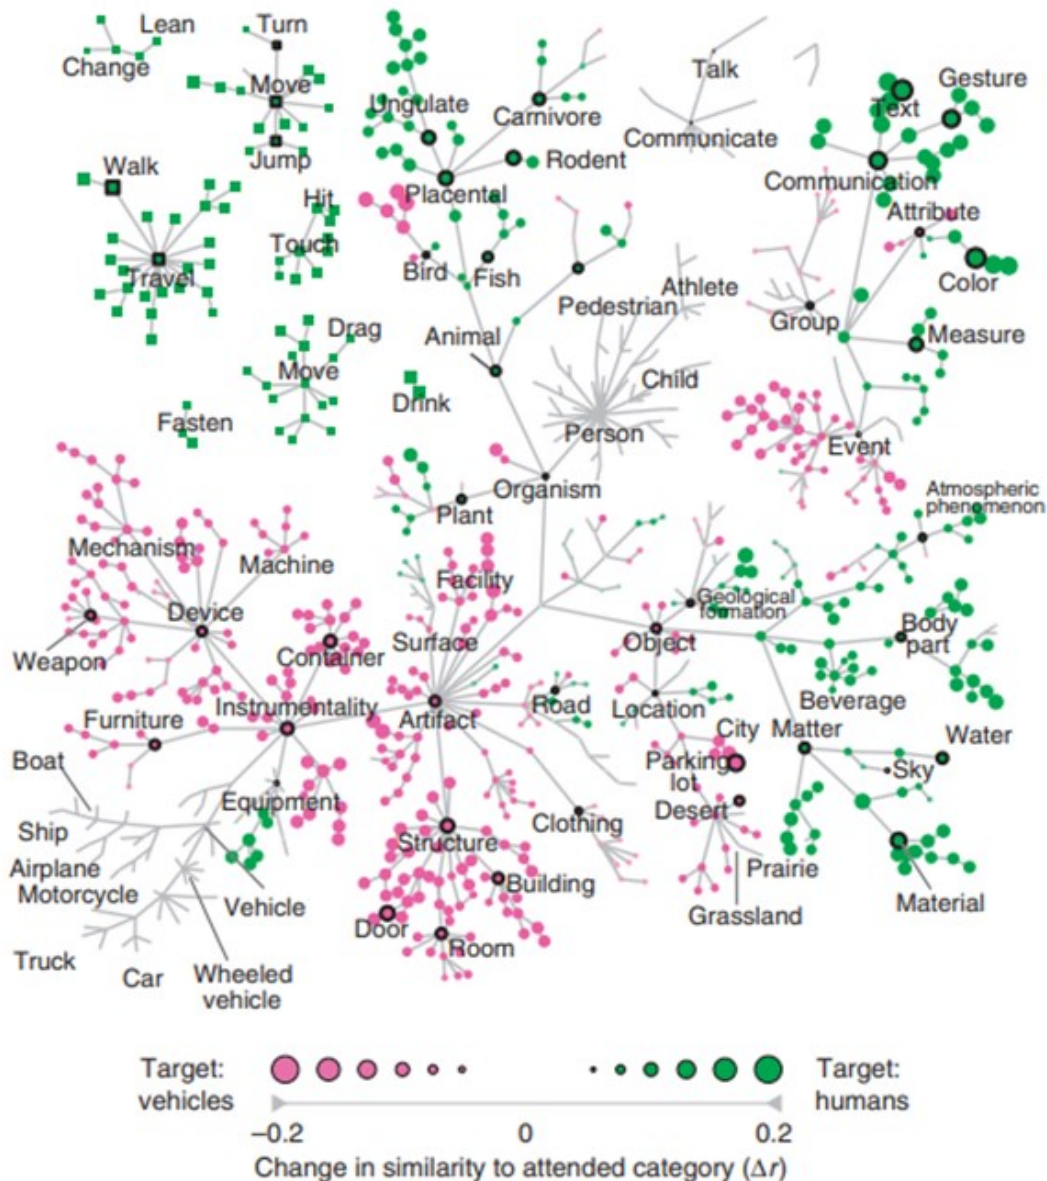 Lean
Turn
Change
Move
Jump
Ungulate
Carnivore
Talk
Communicate
Gesture
Text
Walk
Rodent
Placental
Communication
Hit
Touch
Travel
Attribute
Bird
Fish
Color
Athlete
Pedestrian
Group
Measure
Drag
Animal
Move
Child
Drink
Fasten
Person
Event
Organism
Plant
Atmospheric
phenomenon
Mechanism
Machine
Facility
Device
Geological
formation
Weapon
Container
Surface
Object
Body
part
Beverage
Furniture
Instrumentality
Artifact
Road
Location
City
Matter
Water
Boat
Parking
lot
Sky
Equipment
Desert
Ship
Structure
Clothing
Airplane
Motorcycle
Building
Prairie
Vehicle
Grassland
Material
Door
Room
Truck
Car
Wheeled
vehicle
Target:
vehicles
Target:
humans
−0.2
0
0.2
Change in similarity to attended category (Δr)